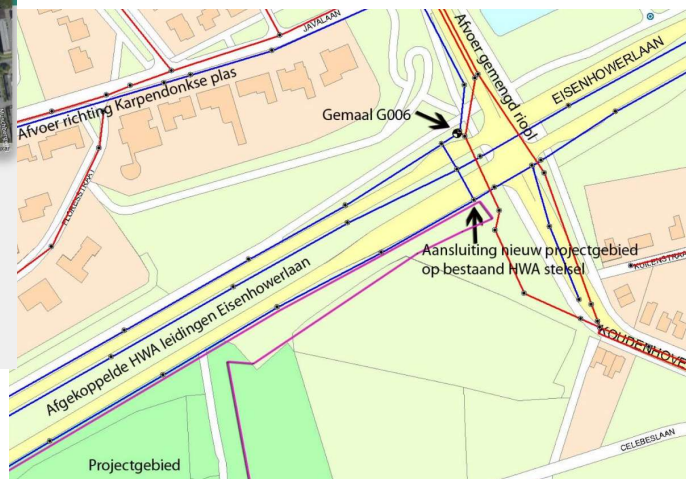 JAVALAAN
Afvoer gemengd riool
EISENHOWERLAAN
Afvoer richting Karpendonkse plas
Gemaal G006
FLORESSTRAAT
Aansluiting nieuw projectgebied
op bestaand HWA stelsel
Afgekoppelde HWA leidingen Eisenhowerlaan
KOUDENHOVE
CELEBESLAAN
Projectgebied